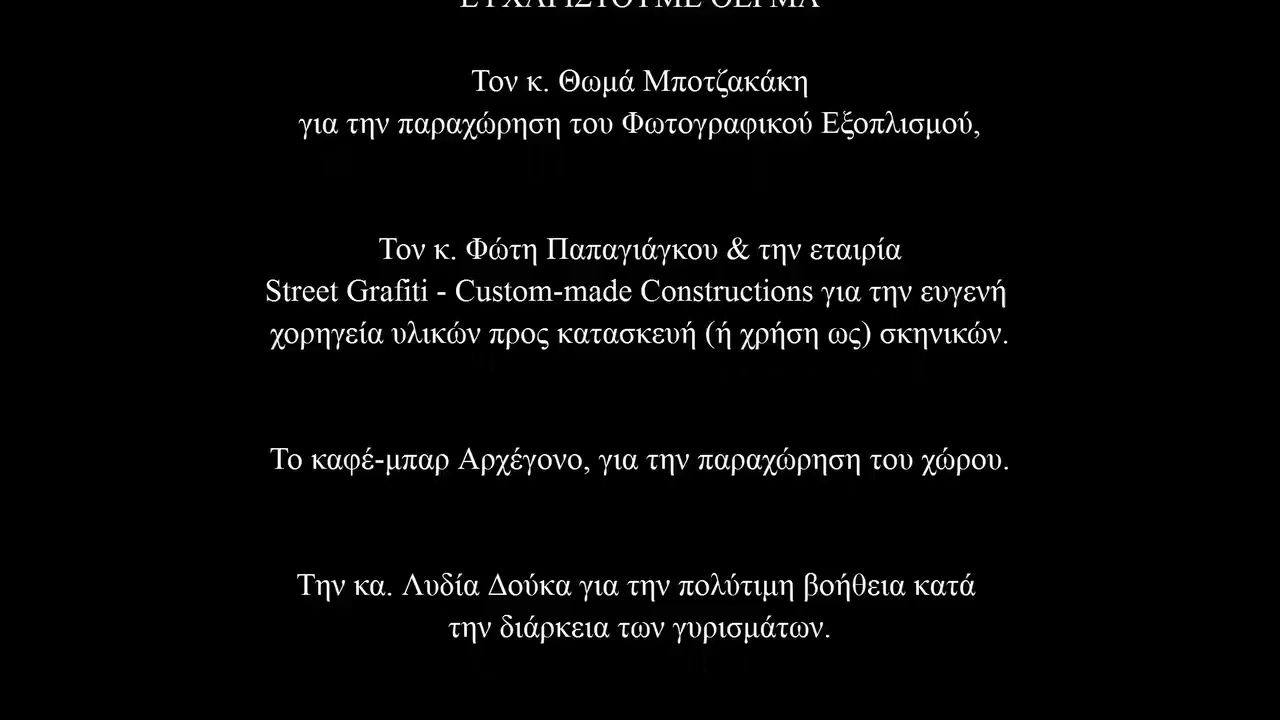 ΕΥΧΑΡΙΣΤΟΥΜΕ ΘΕΡΜΑ
Τον κ. Θωμά Μποτζακάκη
για την παραχώρηση του Φωτογραφικού Εξοπλισμού,
Τον κ. Φώτη Παπαγιάγκου & την εταιρία
Street Grafiti - Custom-made Constructions για την ευγενή
χορηγεία υλικών προς κατασκευή (ή χρήση ως) σκηνικών.
Το καφέ-μπαρ Αρχέγονο, για την παραχώρηση του χώρου.
Την κα. Λυδία Δούκα για την πολύτιμη βοήθεια κατά
την διάρκεια των γυρισμάτων.